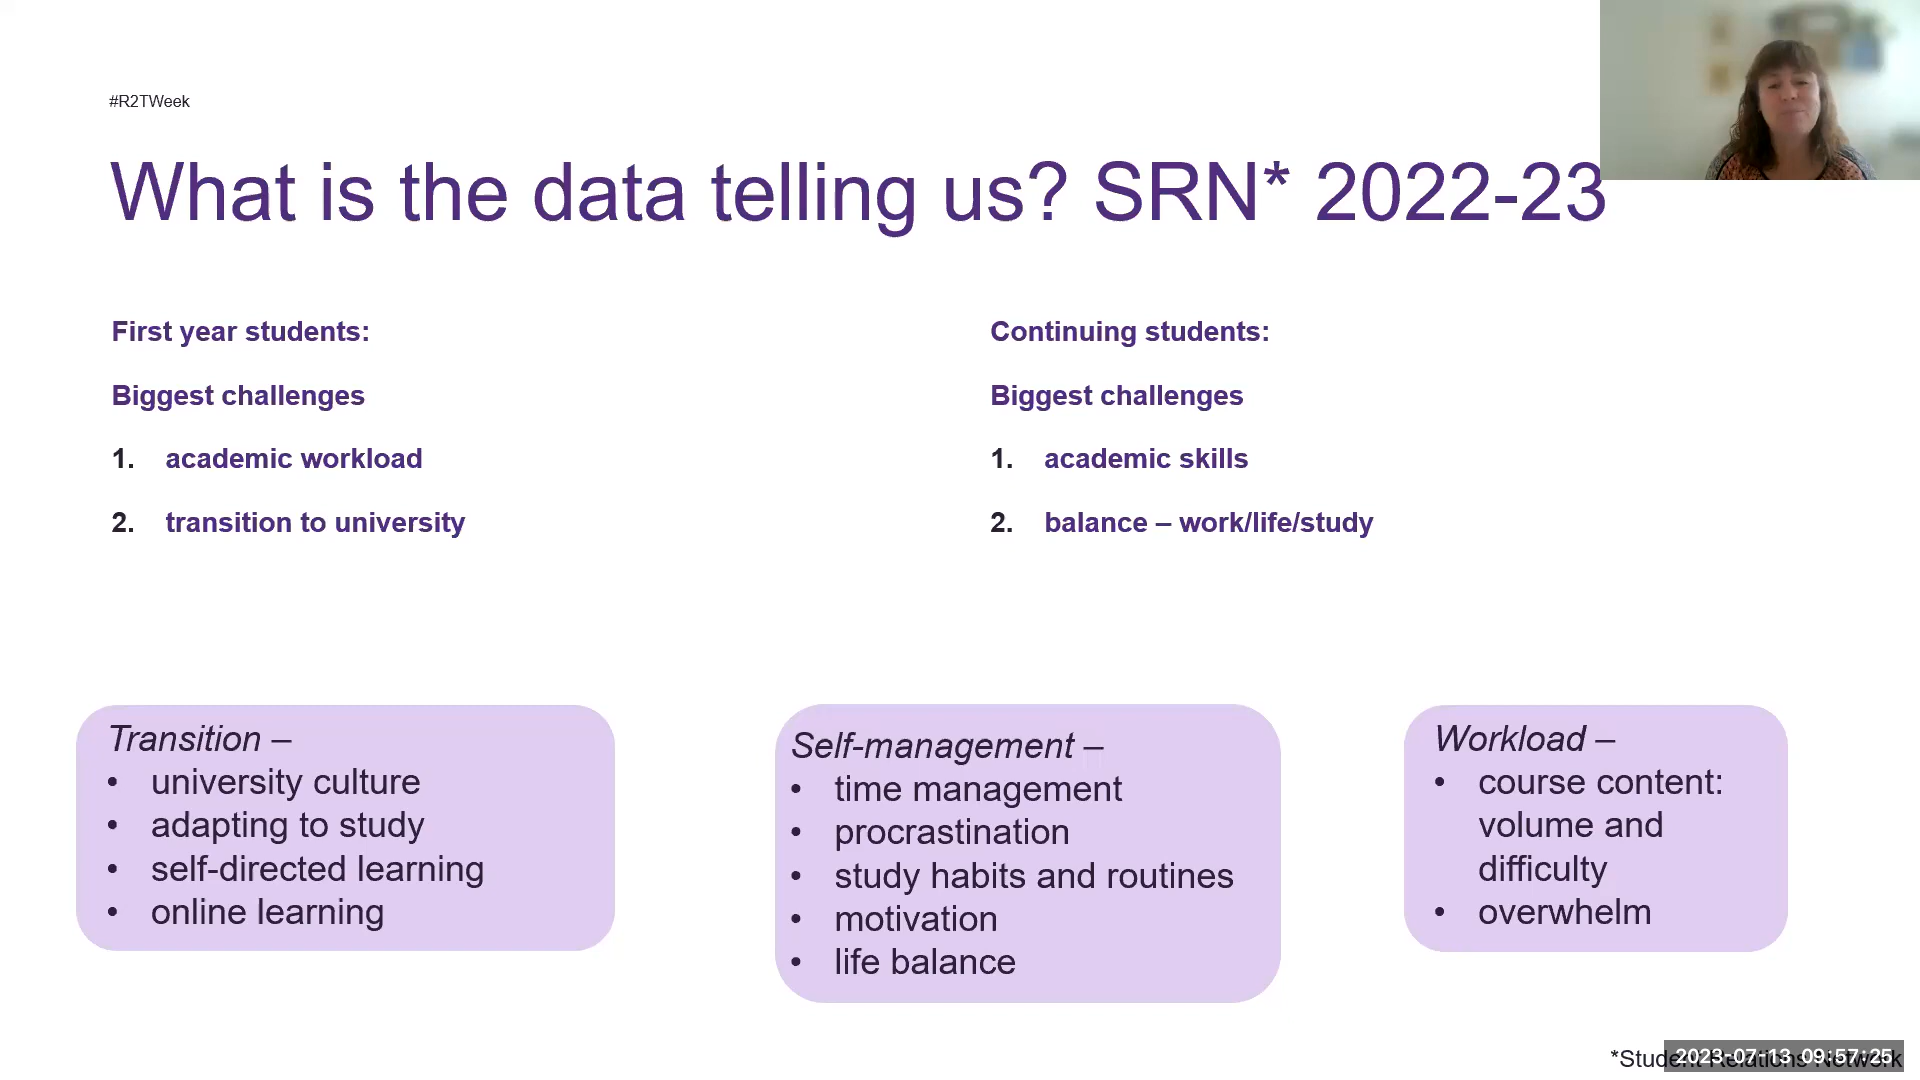 #R2TWeek
What is the data telling us? SRN* 2022-23
First year students:
Biggest challenges
1. academic workload
2. transition to university
Continuing students:
Biggest challenges
1. academic skills
2. balance – work/life/study
Transition –
• university culture
• adapting to study
• self-directed learning
• online learning
Self-management –
• time management
• procrastination
• study habits and routines
• motivation
• life balance
Workload –
• course content:
volume and
difficulty
• overwhelm
*Student Relations Network
2023-07-13 09:57:25